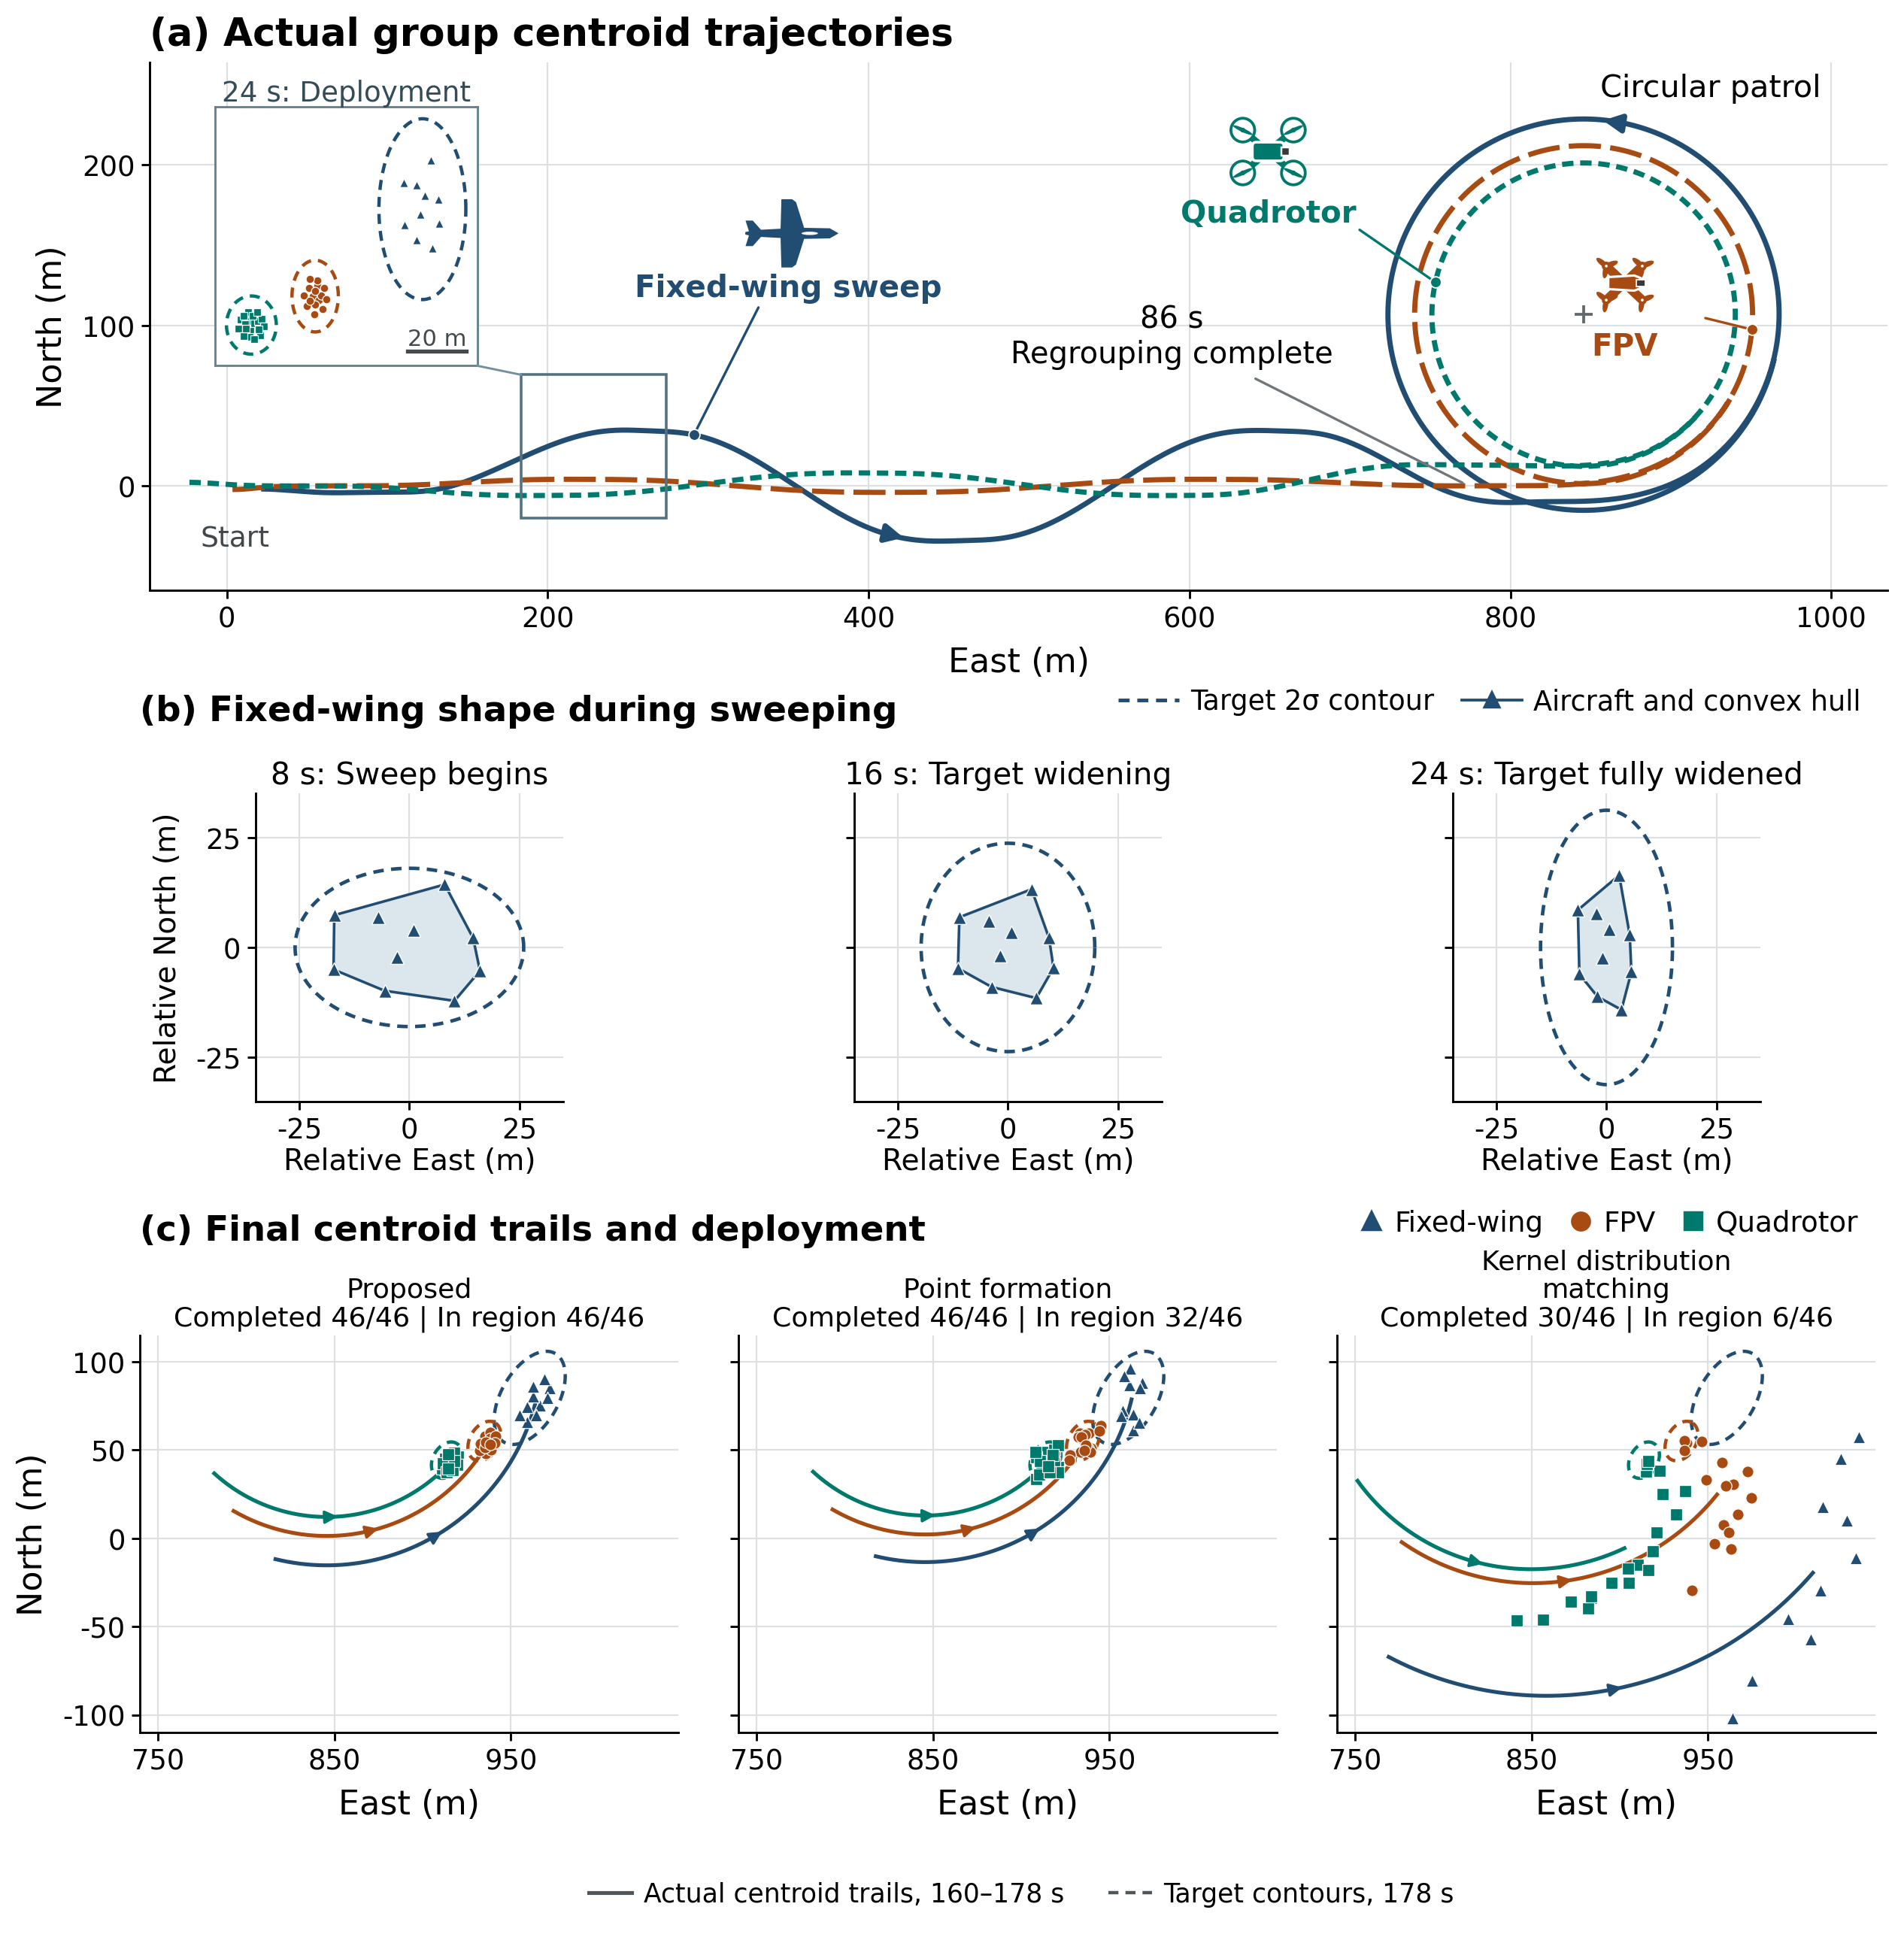 (a) Actual group centroid trajectories
24 s: Deployment
20 m
Circular patrol
Quadrotor
Fixed-wing sweep
86 s
Regrouping complete
FPV
Start
North (m)
200
100
0
0
200
400
600
800
1000
East (m)
(b) Fixed-wing shape during sweeping
Target 2σ contour
Aircraft and convex hull
8 s: Sweep begins
16 s: Target widening
24 s: Target fully widened
Relative North (m)
25
0
-25
-25
0
25
-25
0
25
-25
0
25
Relative East (m)
Relative East (m)
Relative East (m)
(c) Final centroid trails and deployment
Fixed-wing
FPV
Quadrotor
Proposed
Completed 46/46 | In region 46/46
Point formation
Completed 46/46 | In region 32/46
Kernel distribution
matching
Completed 30/46 | In region 6/46
North (m)
100
50
0
-50
-100
750
850
950
750
850
950
750
850
950
East (m)
East (m)
East (m)
Actual centroid trails, 160–178 s
Target contours, 178 s